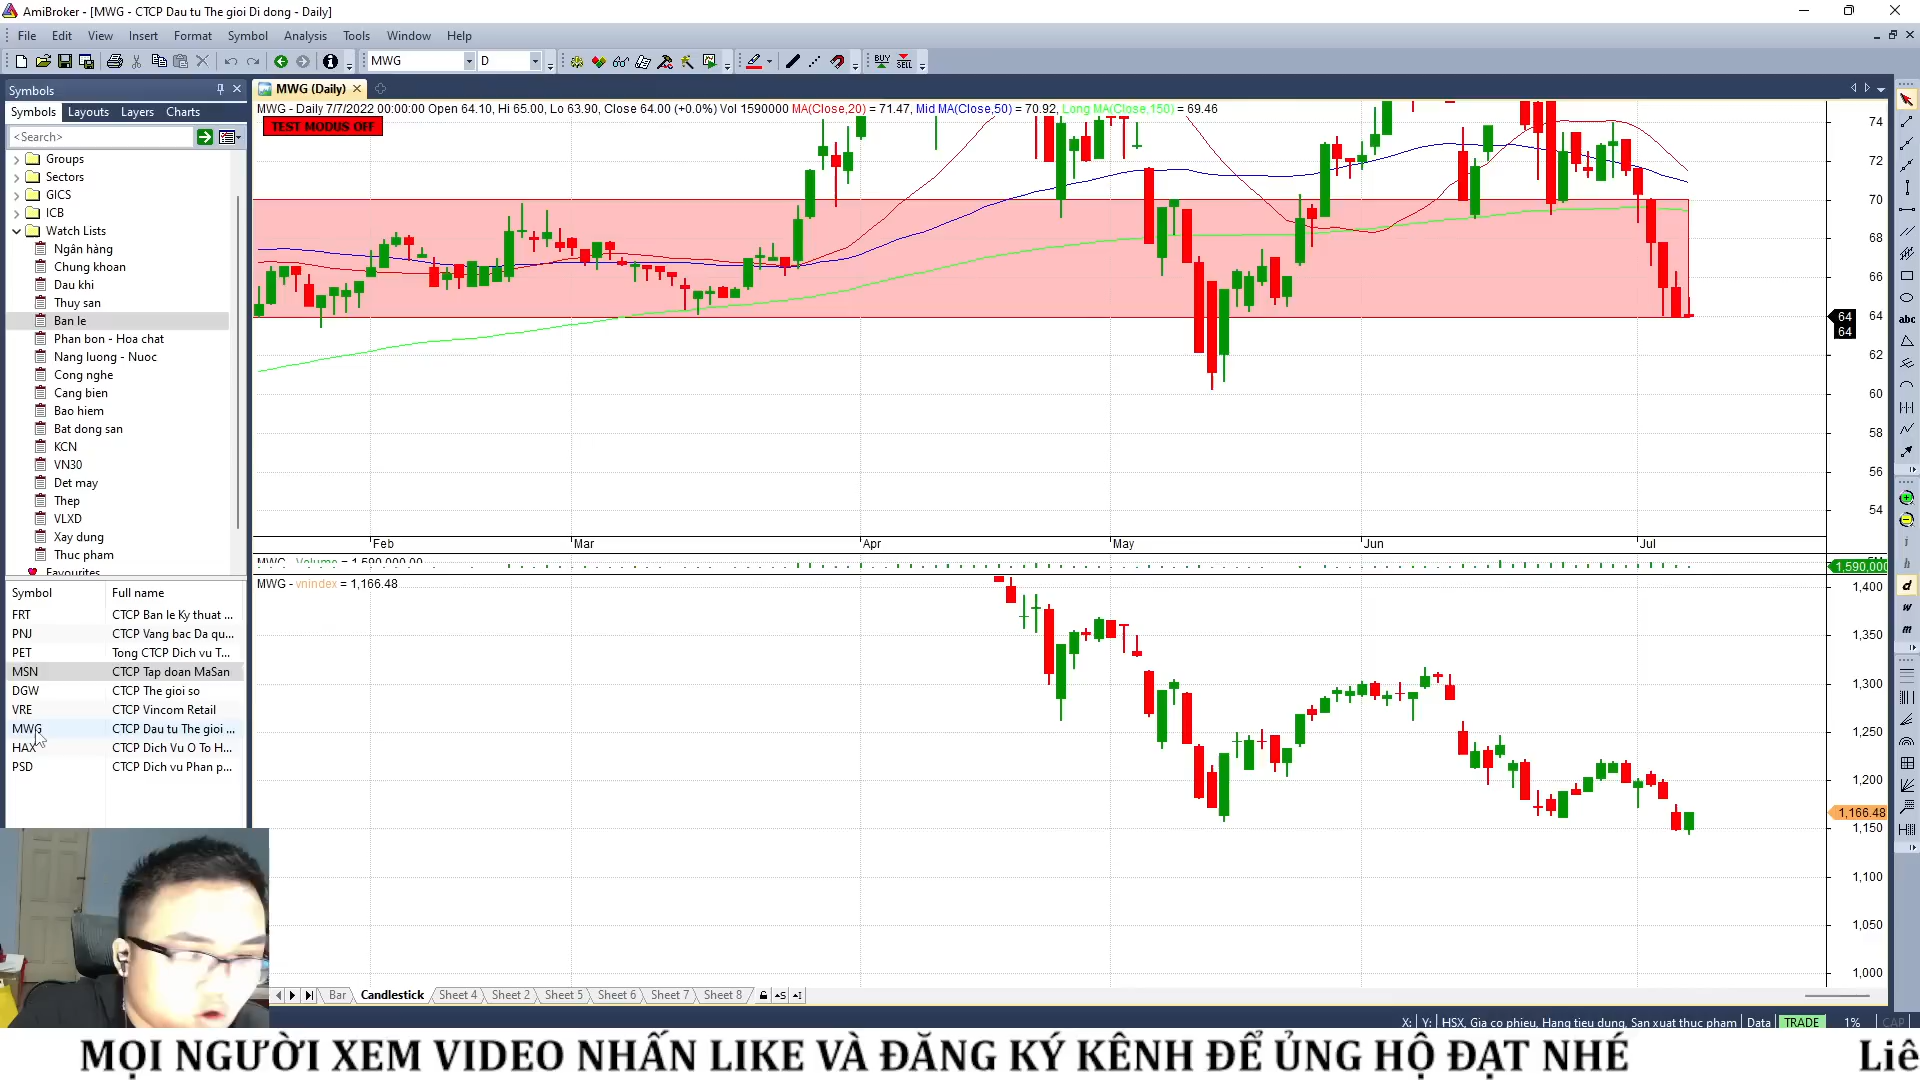 AmiBroker - [MWG - CTCP Dau tu The gioi Di dong - Daily]
File Edit View Insert Format Symbol Analysis Tools Window Help
MWG D BUY SELL
Symbols
MWG (Daily)
Symbols Layouts Layers Charts
<Search>
MWG - Daily 7/7/2022 00:00:00 Open 64.10, Hi 65.00, Lo 63.90, Close 64.00 (+0.0%) Vol 1590000 MA(Close,20) = 71.47, Mid MA(Close,50) = 70.92, Long MA(Close,150) = 69.46
TEST MODUS OFF
Groups
Sectors
GICS
ICB
Watch Lists
Ngân hàng
Chung khoan
Dau khi
Thuy san
Ban le
Phan bon - Hoa chat
Nang luong - Nuoc
Cong nghe
Cang bien
Bao hiem
Bat dong san
KCN
VN30
Det may
Thep
VLXD
Xay dung
Thuc pham
Favourites
74
72
70
68
66
64
64
64
62
60
58
56
54
Feb Mar Apr May Jun Jul
MWG - Volume = 1,590,000.00
1,590,000
MWG - vnindex = 1,166.48
1,400
1,350
1,300
1,250
1,200
1,166.48
1,150
1,100
1,050
1,000
Symbol Full name
FRT CTCP Ban le Ky thuat ...
PNJ CTCP Vang bac Da qu...
PET Tong CTCP Dich vu T...
MSN CTCP Tap doan MaSan
DGW CTCP The gioi so
VRE CTCP Vincom Retail
MWG CTCP Dau tu The gioi ...
HAX CTCP Dich Vu O To H...
PSD CTCP Dich vu Phan p...
abc
i
h
d
w
m
Bar Candlestick Sheet 4 Sheet 2 Sheet 5 Sheet 6 Sheet 7 Sheet 8
X: Y: HSX, Gia co phieu, Hang tieu dung, San xuat thuc pham Data TRADE 1% CAP
MỌI NGƯỜI XEM VIDEO NHẤN LIKE VÀ ĐĂNG KÝ KÊNH ĐỂ ỦNG HỘ ĐẠT NHÉ Liê